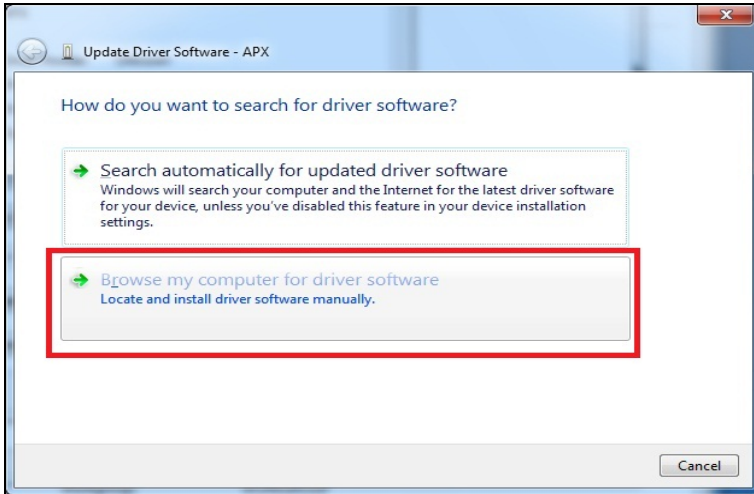 x
Update Driver Software - APX
How do you want to search for driver software?
Search automatically for updated driver software
Windows will search your computer and the Internet for the latest driver software
for your device, unless you've disabled this feature in your device installation
settings.
Browse my computer for driver software
Locate and install driver software manually.
Cancel